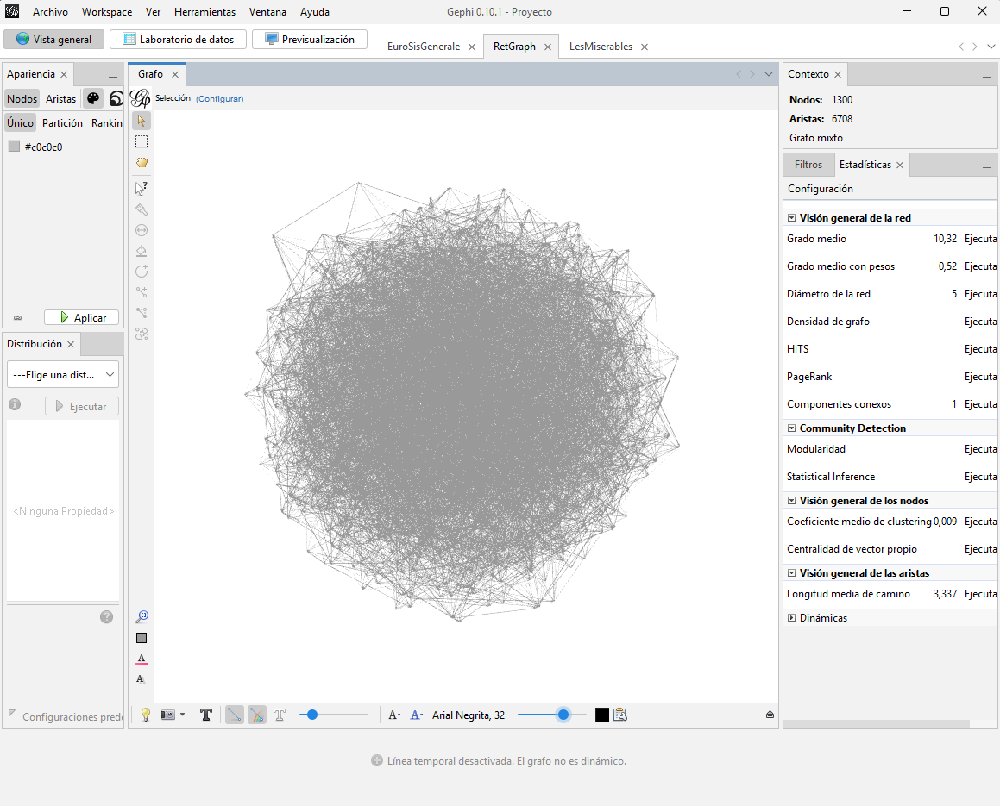 Gephi 0.10.1 - Proyecto
Archivo Workspace Ver Herramientas Ventana Ayuda
Vista general Laboratorio de datos Previsualización
EuroSisGenerale RetGraph LesMiserables
Apariencia
Nodos Aristas
Único Partición Rankin
#c0c0c0
Aplicar
Distribución
---Elige una dist...
Ejecutar
<Ninguna Propiedad>
Configuraciones prede
Grafo
Selección (Configurar)
Arial Negrita, 32
Contexto
Nodos: 1300
Aristas: 6708
Grafo mixto
Filtros Estadísticas
Configuración
Visión general de la red
Grado medio 10,32 Ejecuta
Grado medio con pesos 0,52 Ejecuta
Diámetro de la red 5 Ejecuta
Densidad de grafo Ejecuta
HITS Ejecuta
PageRank Ejecuta
Componentes conexos 1 Ejecuta
Community Detection
Modularidad Ejecuta
Statistical Inference Ejecuta
Visión general de los nodos
Coeficiente medio de clustering 0,009 Ejecuta
Centralidad de vector propio Ejecuta
Visión general de las aristas
Longitud media de camino 3,337 Ejecuta
Dinámicas
Línea temporal desactivada. El grafo no es dinámico.